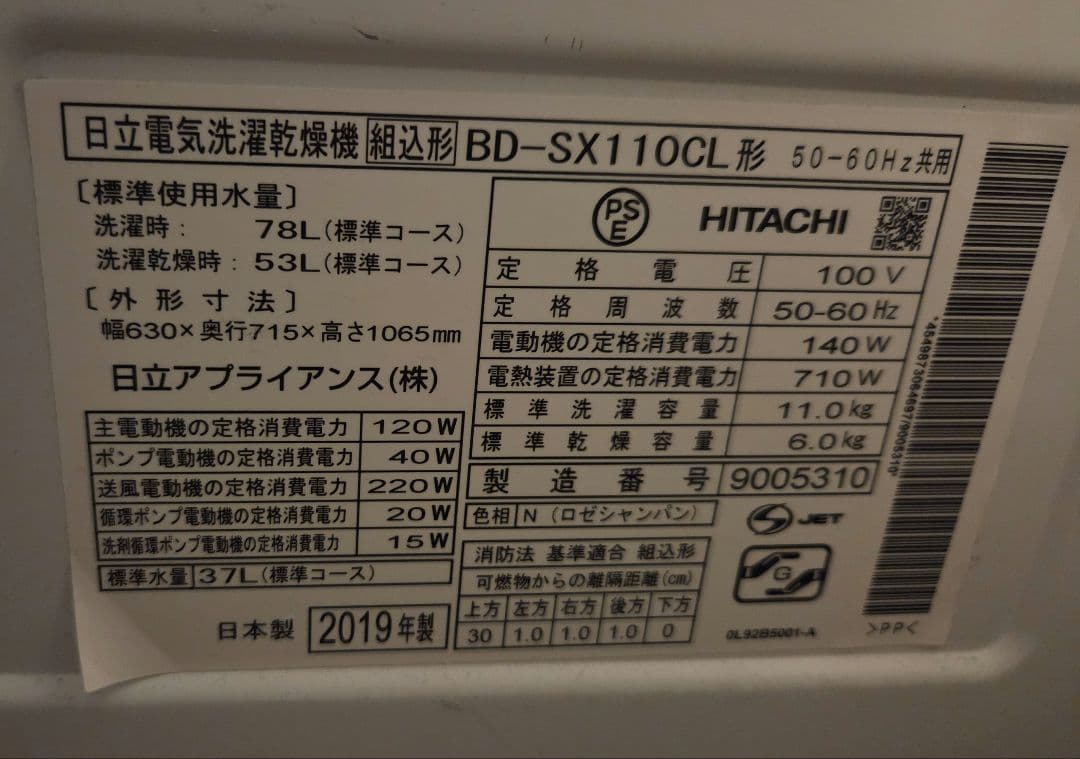 日立電気洗濯乾燥機 組込形 BD-SX110CL形 50-60Hz共用
〔標準使用水量〕
洗濯時: 78L(標準コース)
洗濯乾燥時: 53L(標準コース)
〔外形寸法〕
幅630×奥行715×高さ1065mm
日立アプライアンス(株)
主電動機の定格消費電力 120W
ポンプ電動機の定格消費電力 40W
送風電動機の定格消費電力 220W
循環ポンプ電動機の定格消費電力 20W
洗剤循環ポンプ電動機の定格消費電力 15W
標準水量 37L(標準コース)
日本製 2019年製
PSE HITACHI
定格電圧 100V
定格周波数 50-60Hz
電動機の定格消費電力 140W
電熱装置の定格消費電力 710W
標準洗濯容量 11.0kg
標準乾燥容量 6.0kg
製造番号 9005310
色相 N (ロゼシャンパン)
消防法 基準適合 組込形
可燃物からの離隔距離(cm)
上方 左方 右方 後方 下方
30 1.0 1.0 1.0 0
S JET
G
0L92B5001-A
>PP<